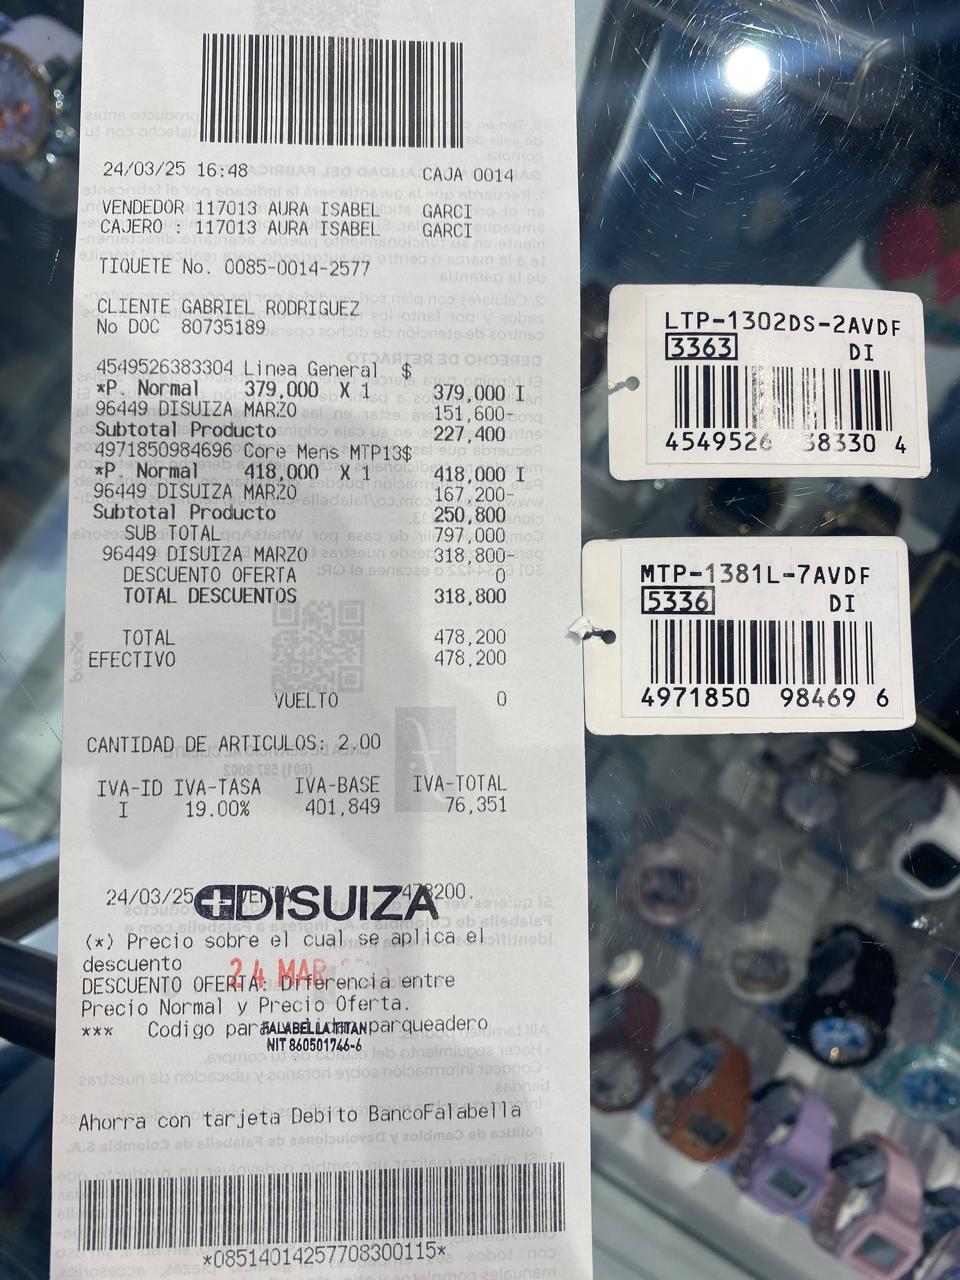 24/03/25 16:48 CAJA 0014
VENDEDOR 117013 AURA ISABEL GARCI
CAJERO : 117013 AURA ISABEL GARCI
TIQUETE No. 0085-0014-2577
CLIENTE GABRIEL RODRIGUEZ
No DOC 80735189
4549526383304 Linea General $
*P. Normal 379,000 X 1 379,000 I
96449 DISUIZA MARZO 151,600-
Subtotal Producto 227,400
4971850984696 Core Mens MTP13$
*P. Normal 418,000 X 1 418,000 I
96449 DISUIZA MARZO 167,200-
Subtotal Producto 250,800
SUB TOTAL 797,000
96449 DISUIZA MARZO 318,800-
DESCUENTO OFERTA 0
TOTAL DESCUENTOS 318,800
TOTAL 478,200
EFECTIVO 478,200
VUELTO 0
CANTIDAD DE ARTICULOS: 2.00
IVA-ID IVA-TASA IVA-BASE IVA-TOTAL
I 19.00% 401,849 76,351
24/03/25 VENTA 478200.
DISUIZA
(*) Precio sobre el cual se aplica el
descuento
24 MAR
DESCUENTO OFERTA: Diferencia entre
Precio Normal y Precio Oferta.
*** Codigo para parqueadero
FALABELLA TITAN
NIT 860501746-6
Ahorra con tarjeta Debito BancoFalabella
*08514014257708300115*
LTP-1302DS-2AVDF
3363 DI
4549526 38330 4
MTP-1381L-7AVDF
5336 DI
4971850 98469 6